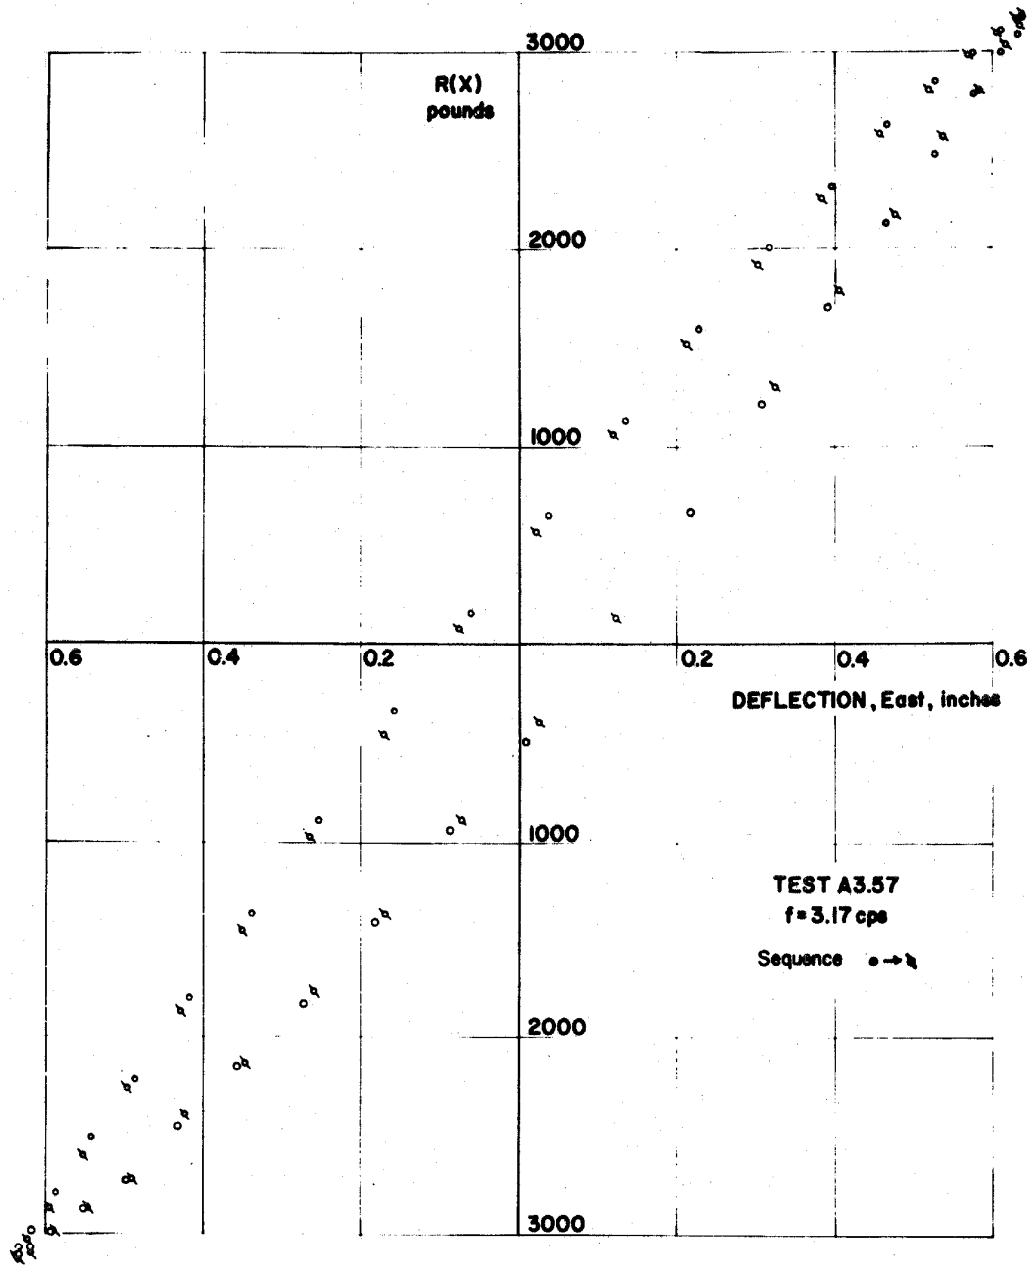 3000
R(X)
pounds
2000
1000
0.6 0.4 0.2 0.2 0.4 0.6
DEFLECTION, East, inches
1000
TEST A3.57
f = 3.17 cps
Sequence
2000
3000